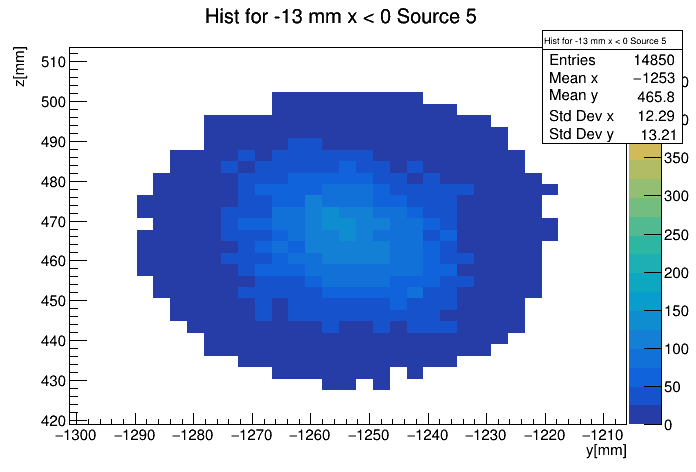 Hist for -13 mm x < 0 Source 5
Hist for -13 mm x < 0 Source 5
Entries 14850
Mean x −1253
Mean y 465.8
Std Dev x 12.29
Std Dev y 13.21
z[mm]
510
500
490
480
470
460
450
440
430
420
−1300 −1290 −1280 −1270 −1260 −1250 −1240 −1230 −1220 −1210
y[mm]
350
300
250
200
150
100
50
0